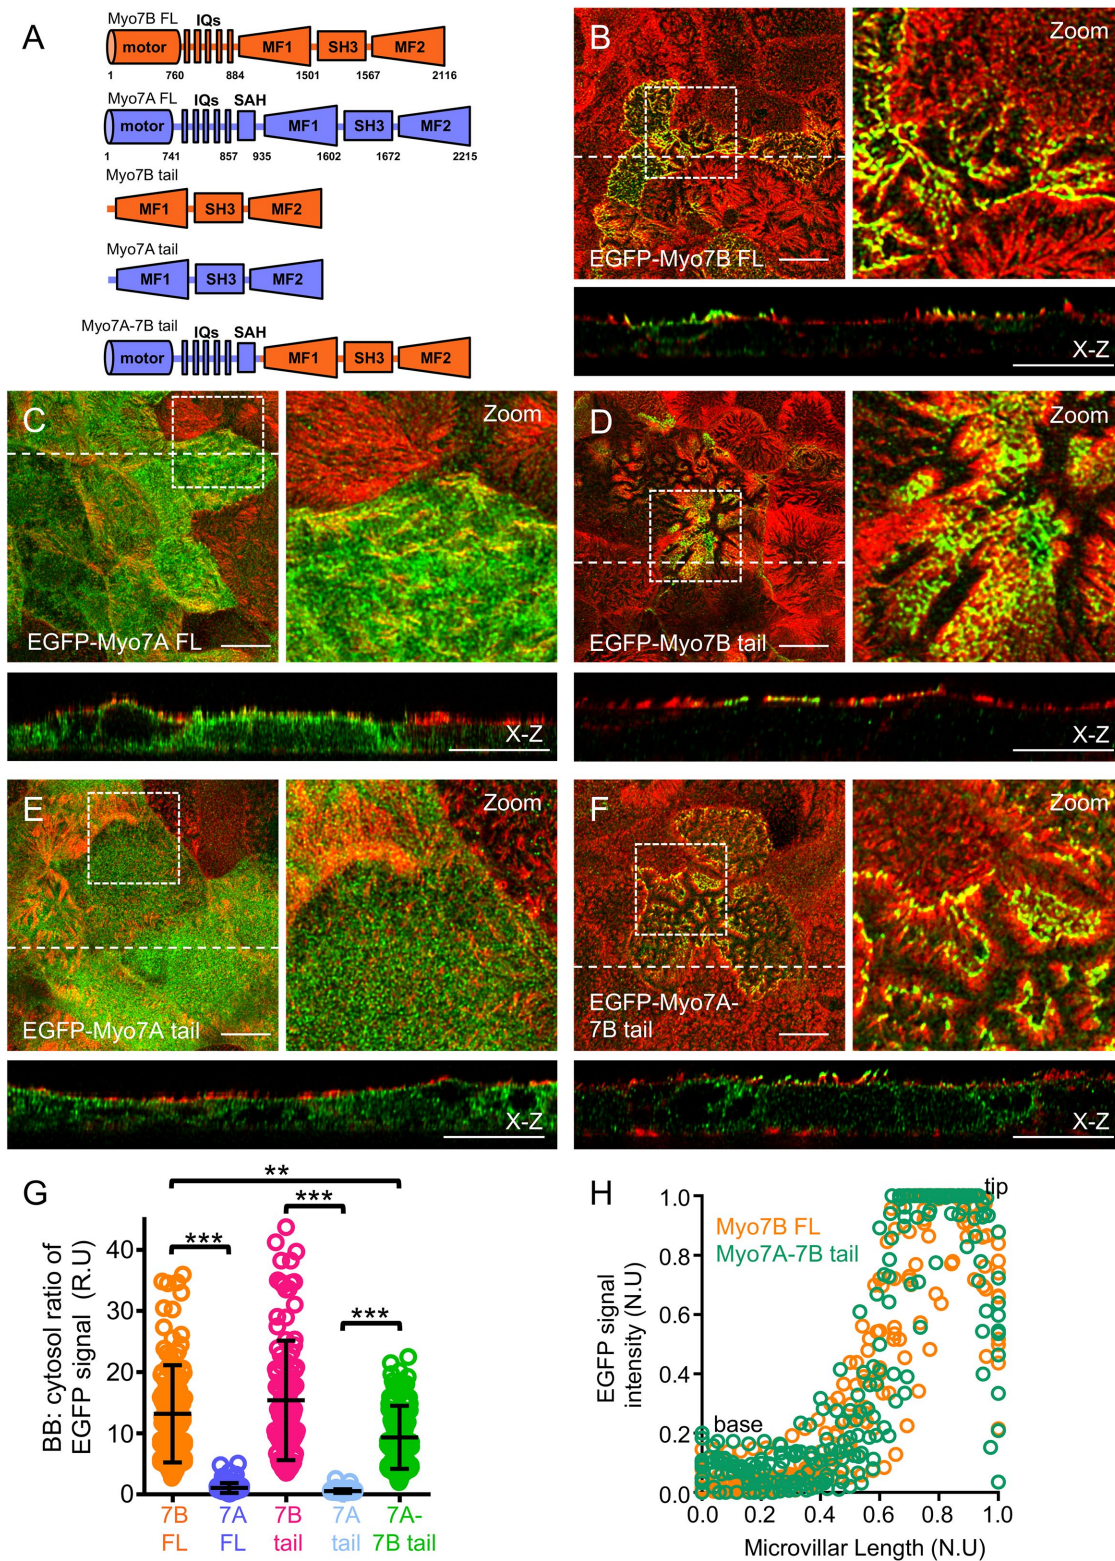 A
Myo7B FL
IQs
motor
MF1
SH3
MF2
1 760 884 1501 1567 2116
Myo7A FL
IQs
SAH
motor
MF1
SH3
MF2
1 741 857 935 1602 1672 2215
Myo7B tail
MF1
SH3
MF2
Myo7A tail
MF1
SH3
MF2
Myo7A-7B tail
IQs
SAH
motor
MF1
SH3
MF2
B
EGFP-Myo7B FL
Zoom
X-Z
C
EGFP-Myo7A FL
Zoom
X-Z
D
EGFP-Myo7B tail
Zoom
X-Z
E
EGFP-Myo7A tail
Zoom
X-Z
F
EGFP-Myo7A-
7B tail
Zoom
X-Z
G
BB: cytosol ratio of
EGFP signal (R.U)
40
30
20
10
0
**
***
***
***
7B
FL
7A
FL
7B
tail
7A
tail
7A-
7B tail
H
EGFP signal
intensity (N.U)
1.0
0.8
0.6
0.4
0.2
0.0
Myo7B FL
Myo7A-7B tail
tip
base
0.0 0.2 0.4 0.6 0.8 1.0
Microvillar Length (N.U)